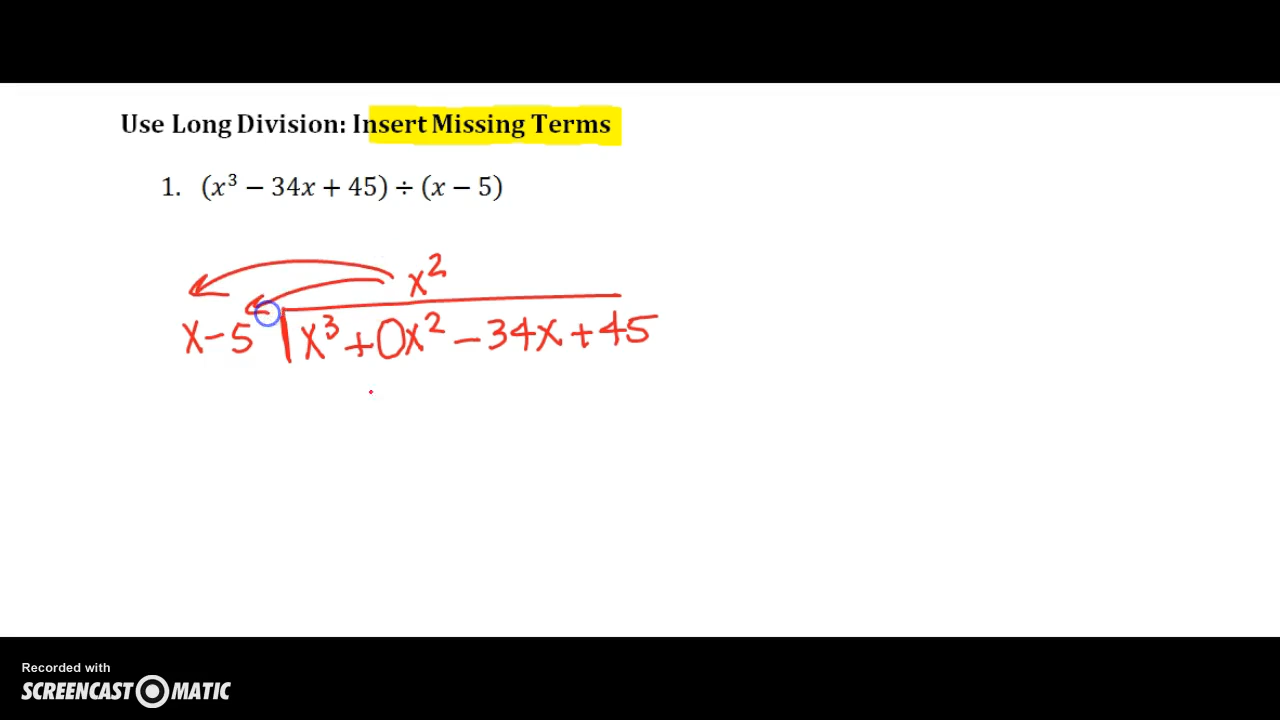 Use Long Division: Insert Missing Terms
1. (x³ − 34x + 45) ÷ (x − 5)
x²
x − 5 x³ + 0x² − 34x + 45
Recorded with
SCREENCAST MATIC